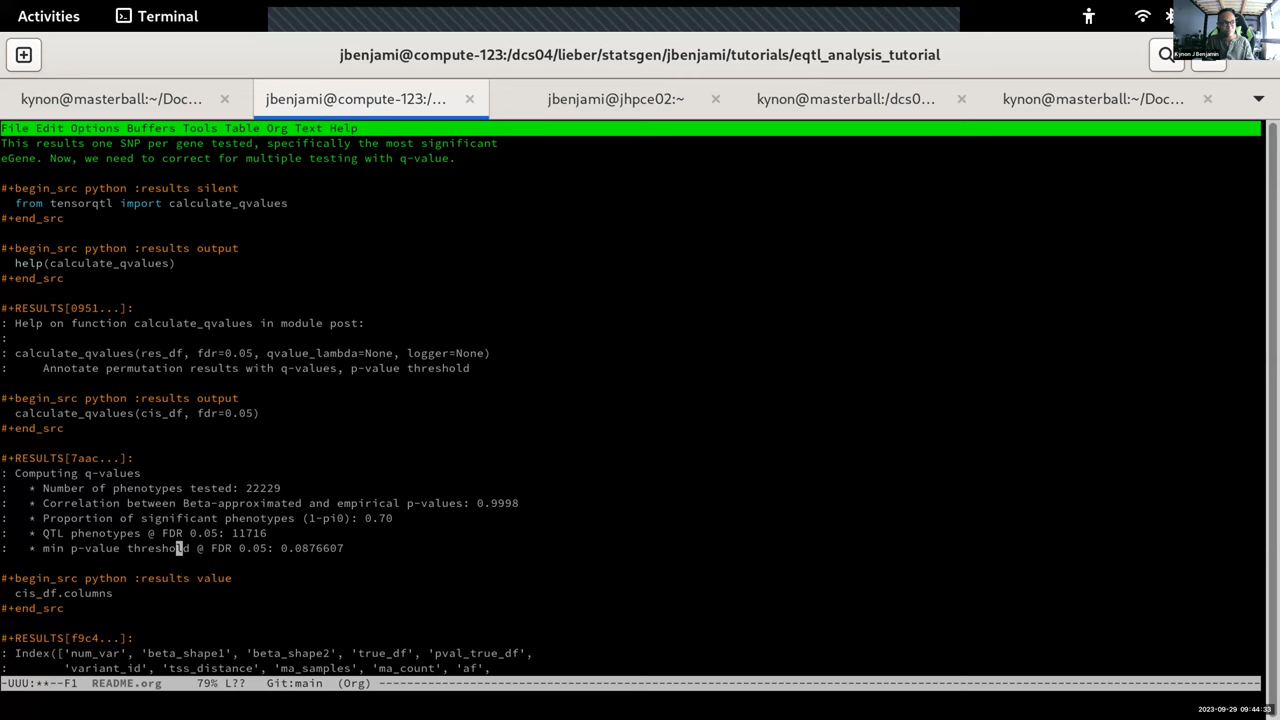 Activities
Terminal
Kynon J Benjamin
jbenjami@compute-123:/dcs04/lieber/statsgen/jbenjami/tutorials/eqtl_analysis_tutorial
kynon@masterball:~/Doc...
jbenjami@compute-123:/...
jbenjami@jhpce02:~
kynon@masterball:/dcs0...
kynon@masterball:~/Doc...
File Edit Options Buffers Tools Table Org Text Help
This results one SNP per gene tested, specifically the most significant
eGene. Now, we need to correct for multiple testing with q-value.
#+begin_src python :results silent
from tensorqtl import calculate_qvalues
#+end_src
#+begin_src python :results output
help(calculate_qvalues)
#+end_src
#+RESULTS[0951...]:
: Help on function calculate_qvalues in module post:
:
: calculate_qvalues(res_df, fdr=0.05, qvalue_lambda=None, logger=None)
:     Annotate permutation results with q-values, p-value threshold
#+begin_src python :results output
calculate_qvalues(cis_df, fdr=0.05)
#+end_src
#+RESULTS[7aac...]:
: Computing q-values
:   * Number of phenotypes tested: 22229
:   * Correlation between Beta-approximated and empirical p-values: 0.9998
:   * Proportion of significant phenotypes (1-pi0): 0.70
:   * QTL phenotypes @ FDR 0.05: 11716
:   * min p-value threshold @ FDR 0.05: 0.0876607
#+begin_src python :results value
cis_df.columns
#+end_src
#+RESULTS[f9c4...]:
: Index(['num_var', 'beta_shape1', 'beta_shape2', 'true_df', 'pval_true_df',
:        'variant_id', 'tss_distance', 'ma_samples', 'ma_count', 'af',
-UUU:**--F1  README.org     79% L??    Git:main  (Org) ------------------------------------------------------------------------------------------------------------------------------
2023-09-29 09:44:33